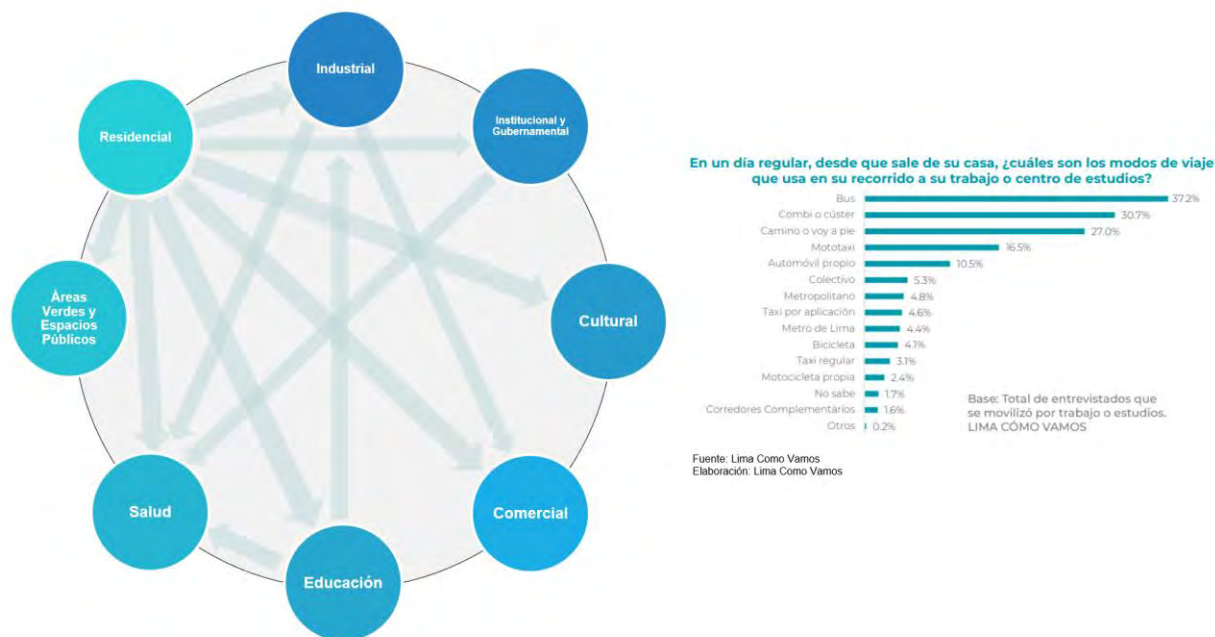 Industrial
Institucional y
Gubernamental
Residencial
Áreas
Verdes y
Espacios
Públicos
Cultural
Salud
Comercial
Educación
En un día regular, desde que sale de su casa, ¿cuáles son los modos de viaje
que usa en su recorrido a su trabajo o centro de estudios?
Bus 37.2%
Combi o cúster 30.7%
Camino o voy a pie 27.0%
Mototaxi 16.5%
Automóvil propio 10.5%
Colectivo 5.3%
Metropolitano 4.8%
Taxi por aplicación 4.6%
Metro de Lima 4.4%
Bicicleta 4.1%
Taxi regular 3.1%
Motocicleta propia 2.4%
No sabe 1.7%
Corredores Complementarios 1.6%
Otros 0.2%
Base: Total de entrevistados que
se movilizó por trabajo o estudios.
LIMA CÓMO VAMOS
Fuente: Lima Como Vamos
Elaboración: Lima Como Vamos